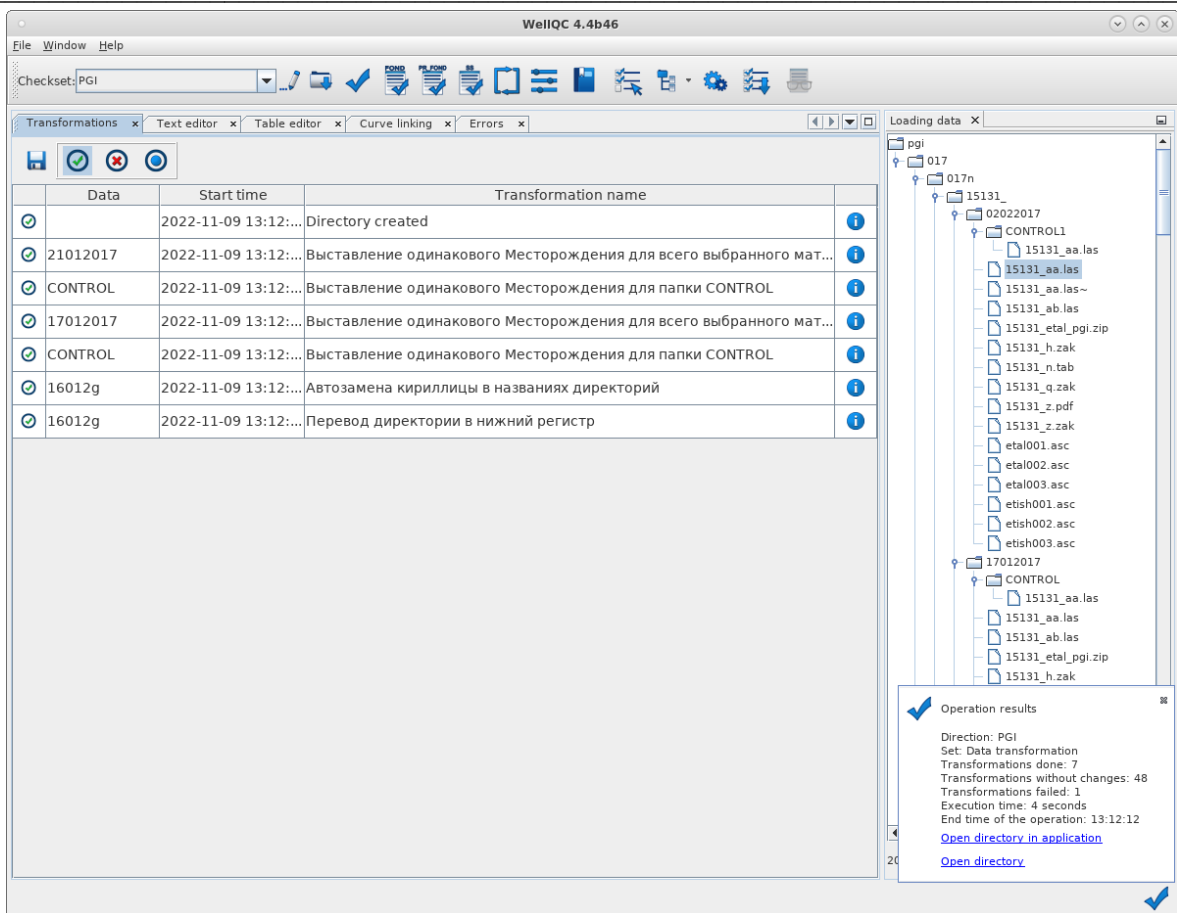 WellQC 4.4b46
File Window Help
Checkset: PGI
FOND
PR_FOND
SS
Transformations x
Text editor x
Table editor x
Curve linking x
Errors x
Loading data X
Data
Start time
Transformation name
2022-11-09 13:12:... Directory created
21012017 2022-11-09 13:12:... Выставление одинакового Месторождения для всего выбранного мат...
CONTROL 2022-11-09 13:12:... Выставление одинакового Месторождения для папки CONTROL
17012017 2022-11-09 13:12:... Выставление одинакового Месторождения для всего выбранного мат...
CONTROL 2022-11-09 13:12:... Выставление одинакового Месторождения для папки CONTROL
16012g 2022-11-09 13:12:... Автозамена кириллицы в названиях директорий
16012g 2022-11-09 13:12:... Перевод директории в нижний регистр
pgi
017
017n
15131_
02022017
CONTROL1
15131_aa.las
15131_aa.las
15131_aa.las~
15131_ab.las
15131_etal_pgi.zip
15131_h.zak
15131_n.tab
15131_q.zak
15131_z.pdf
15131_z.zak
etal001.asc
etal002.asc
etal003.asc
etish001.asc
etish002.asc
etish003.asc
17012017
CONTROL
15131_aa.las
15131_aa.las
15131_ab.las
15131_etal_pgi.zip
15131_h.zak
Operation results
Direction: PGI
Set: Data transformation
Transformations done: 7
Transformations without changes: 48
Transformations failed: 1
Execution time: 4 seconds
End time of the operation: 13:12:12
Open directory in application
Open directory